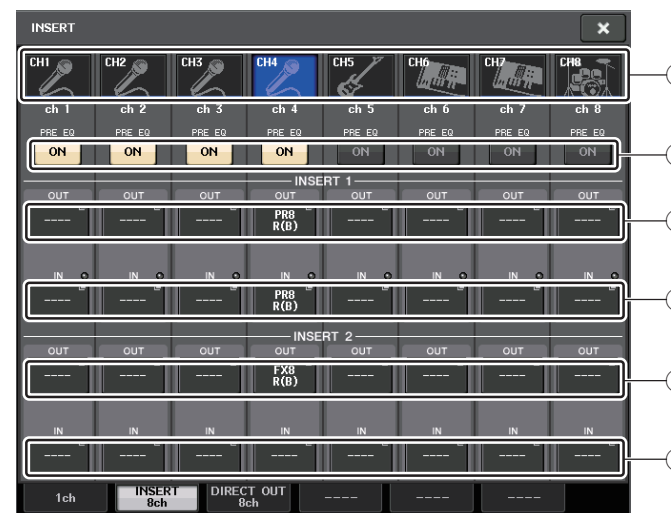 INSERT
×
CH1 CH2 CH3 CH4 CH5 CH6 CH7 CH8
ch 1 ch 2 ch 3 ch 4 ch 5 ch 6 ch 7 ch 8
PRE EQ PRE EQ PRE EQ PRE EQ PRE EQ PRE EQ PRE EQ PRE EQ
ON ON ON ON ON ON ON ON
INSERT 1
OUT OUT OUT OUT OUT OUT OUT OUT
---- ---- ---- PR8 R(B) ---- ---- ---- ----
IN IN IN IN IN IN IN IN
---- ---- ---- PR8 R(B) ---- ---- ---- ----
INSERT 2
OUT OUT OUT OUT OUT OUT OUT OUT
---- ---- ---- FX8 R(B) ---- ---- ---- ----
IN IN IN IN IN IN IN IN
---- ---- ---- ---- ---- ---- ---- ----
1ch INSERT 8ch DIRECT OUT 8ch ---- ---- ----